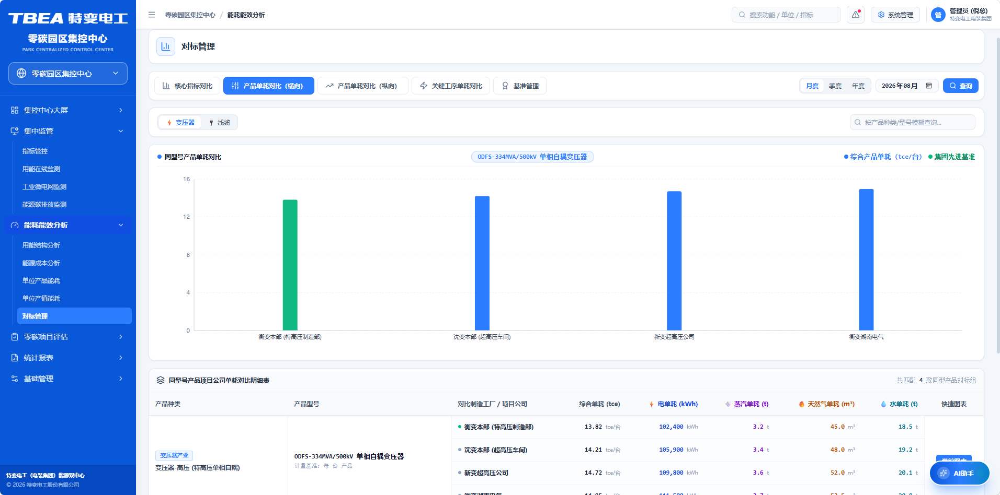 TBEA 特变电工
零碳园区集控中心
PARK CENTRALIZED CONTROL CENTER
零碳园区集控中心
集控中心大屏
集中监管
指标管控
用能在线监测
工业微电网监测
能源碳排放监测
能耗能效分析
用能结构分析
能源成本分析
单位产品能耗
单位产值能耗
对标管理
零碳项目评估
统计报表
基础管理
特变电工（电装集团）能源双中心
© 2026 特变电工股份有限公司
零碳园区集控中心 / 能耗能效分析
搜索功能 / 单位 / 指标
系统管理
管
管理员 (倪总)
特变电工电装集团
对标管理
核心指标对比
产品单耗对比（横向）
产品单耗对比（纵向）
关键工序单耗对比
基准管理
月度 季度 年度
2026年08月
查询
变压器
线缆
按产品种类/型号模糊查询...
同型号产品单耗对比
ODFS-334MVA/500kV 单相自耦变压器
综合产品单耗（tce/台） 集团先进基准
16
12
8
4
0
衡变本部 (特高压制造部)
沈变本部 (超高压车间)
新变超高压公司
衡变湖南电气
同型号产品项目公司单耗对比明细表
共匹配 4 款同型产品对标组
产品种类 产品型号 对比制造工厂 / 项目公司 综合单耗 (tce) 电单耗 (kWh) 蒸汽单耗 (t) 天然气单耗 (m³) 水单耗 (t) 快捷图表
变压器产业
变压器-高压 (特高压单相自耦)
ODFS-334MVA/500kV 单相自耦变压器
计量基准: 每 台 产品
衡变本部 (特高压制造部) 13.82 tce/台 102,400 kWh 3.2 t 45.0 m³ 18.5 t
沈变本部 (超高压车间) 14.21 tce/台 105,900 kWh 3.4 t 48.0 m³ 19.2 t
新变超高压公司 14.72 tce/台 109,800 kWh 3.6 t 52.0 m³ 20.1 t
衡变湖南电气
AI助手